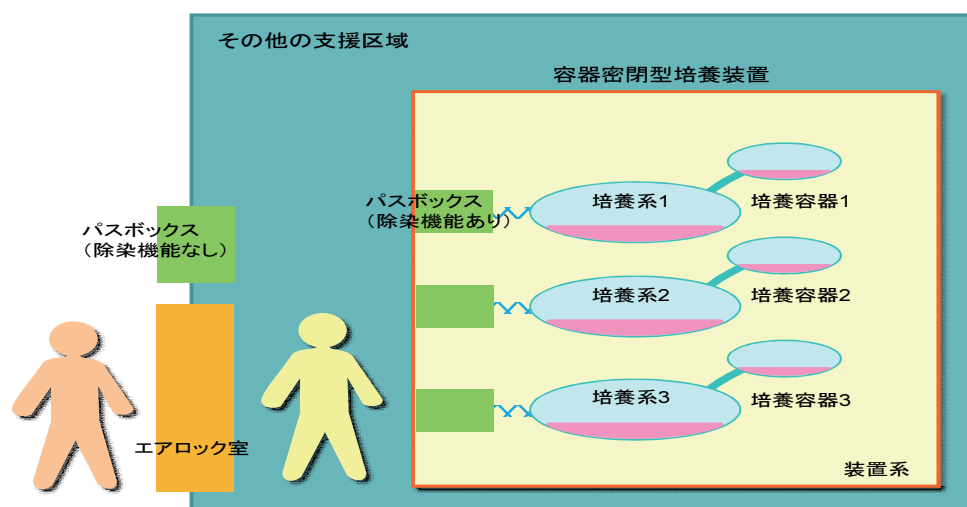 その他の支援区域
容器密閉型培養装置
パスボックス
（除染機能なし）
パスボックス
（除染機能あり）
培養系1
培養容器1
培養系2
培養容器2
培養系3
培養容器3
エアロック室
装置系